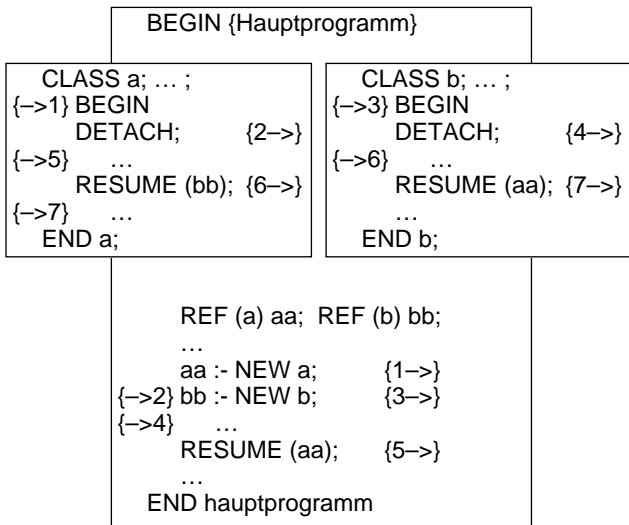 BEGIN {Hauptprogramm}
CLASS a; … ;
{–>1} BEGIN
DETACH; {2–>}
{–>5} …
RESUME (bb); {6–>}
{–>7} …
END a;
CLASS b; … ;
{–>3} BEGIN
DETACH; {4–>}
{–>6} …
RESUME (aa); {7–>}
…
END b;
REF (a) aa; REF (b) bb;
…
aa :- NEW a; {1–>}
{–>2} bb :- NEW b; {3–>}
{–>4} …
RESUME (aa); {5–>}
…
END hauptprogramm